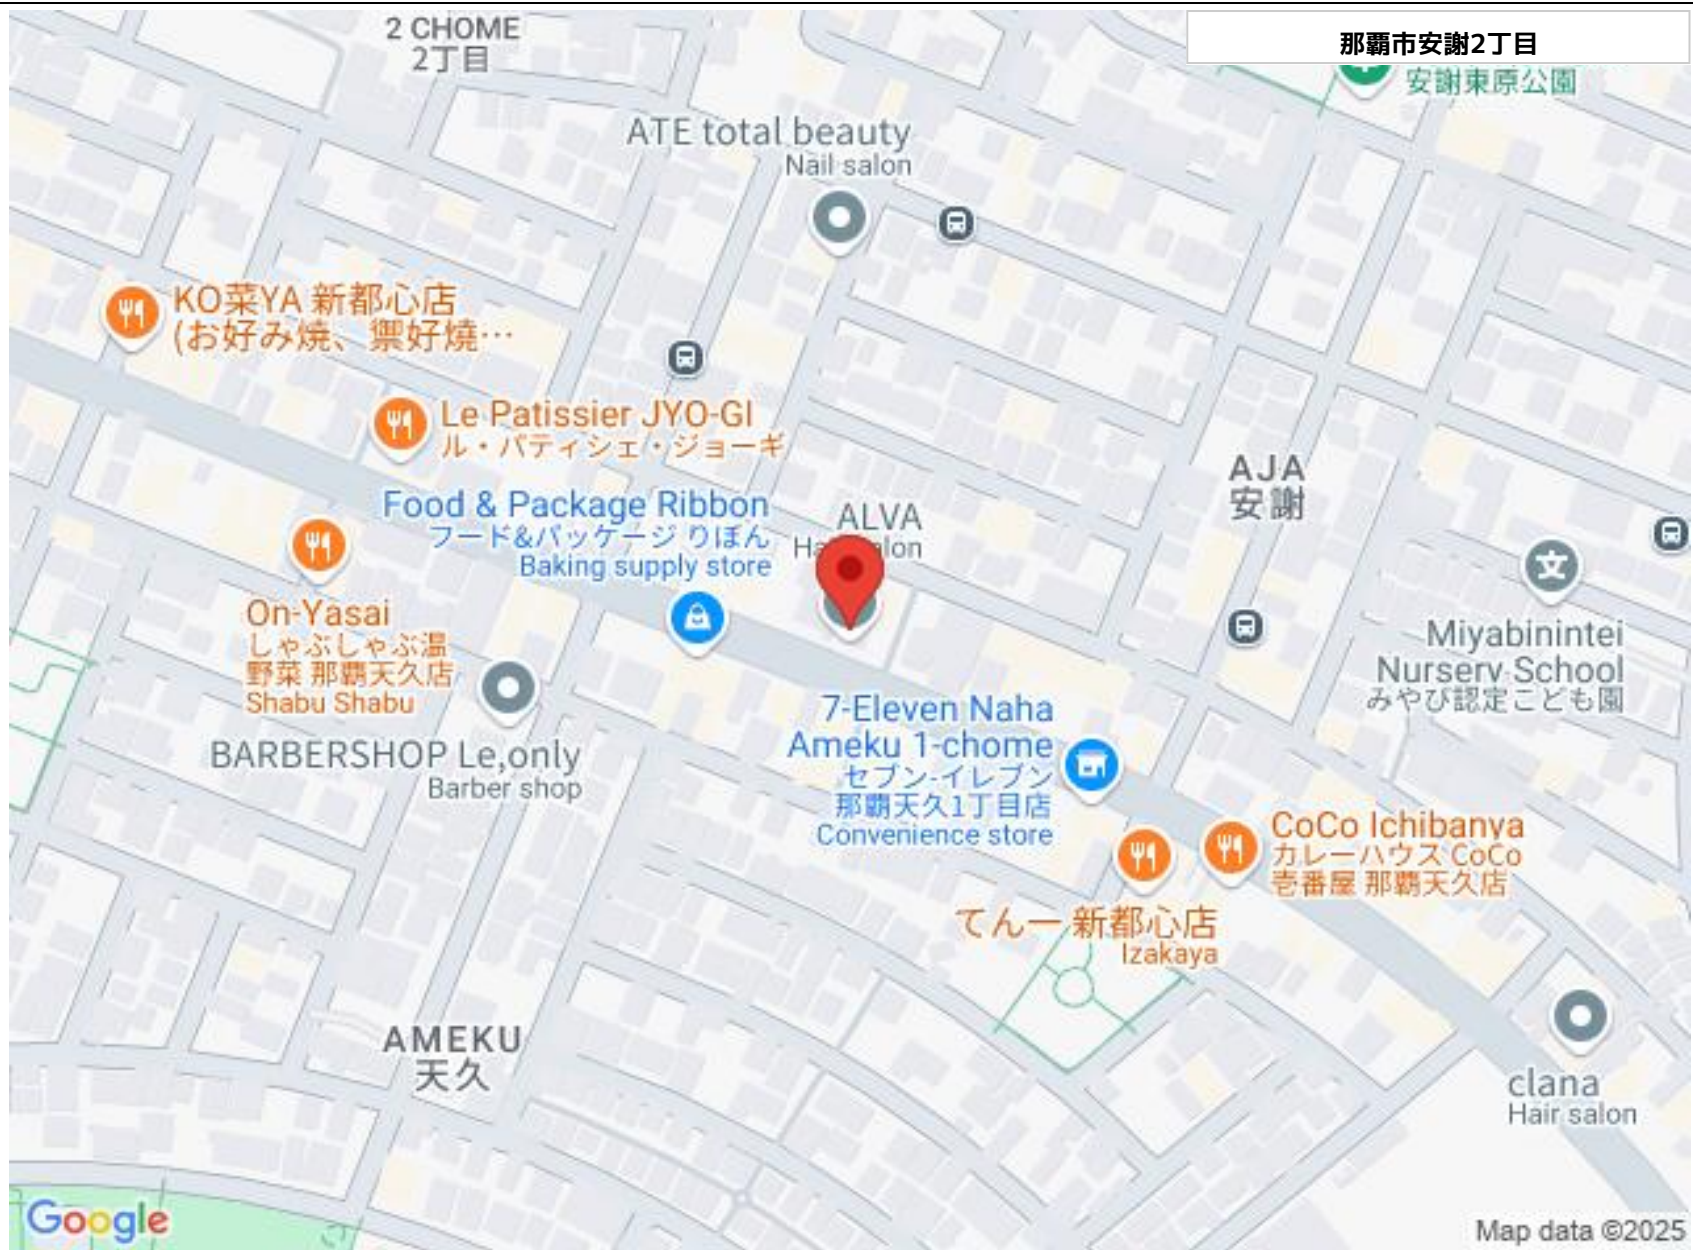 2 CHOME
2丁目
那覇市安謝2丁目
安謝東原公園
ATE total beauty
Nail salon
KO菜YA 新都心店
(お好み焼、禦好燒…
Le Patissier JYO-GI
ル・パティシェ・ジョーギ
AJA
安謝
Food & Package Ribbon
フード&パッケージ りぼん
Baking supply store
ALVA
On-Yasai
しゃぶしゃぶ温
野菜 那覇天久店
Shabu Shabu
Miyabinintei
Nursery School
みやび認定こども園
BARBERSHOP Le,only
Barber shop
7-Eleven Naha
Ameku 1-chome
セブン-イレブン
那覇天久1丁目店
Convenience store
CoCo Ichibanya
カレーハウス CoCo
壱番屋 那覇天久店
てん一 新都心店
Izakaya
AMEKU
天久
clana
Hair salon
Google
Map data ©2025